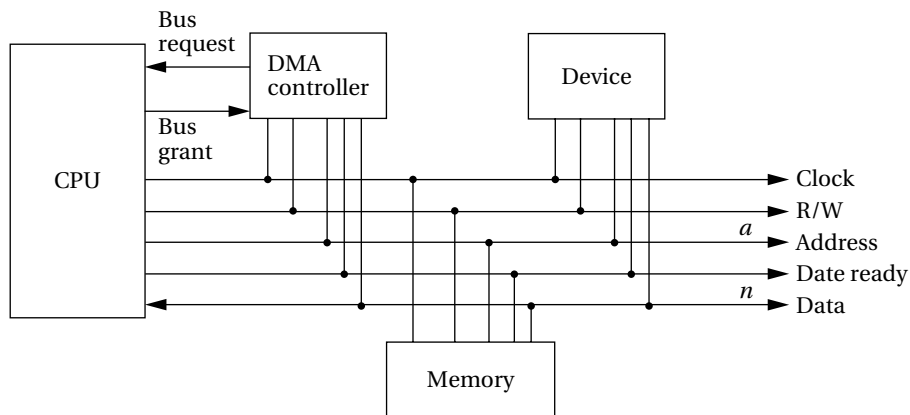 Bus
request
DMA
controller
Device
Bus
grant
CPU
Clock
R/W
a
Address
Date ready
n
Data
Memory